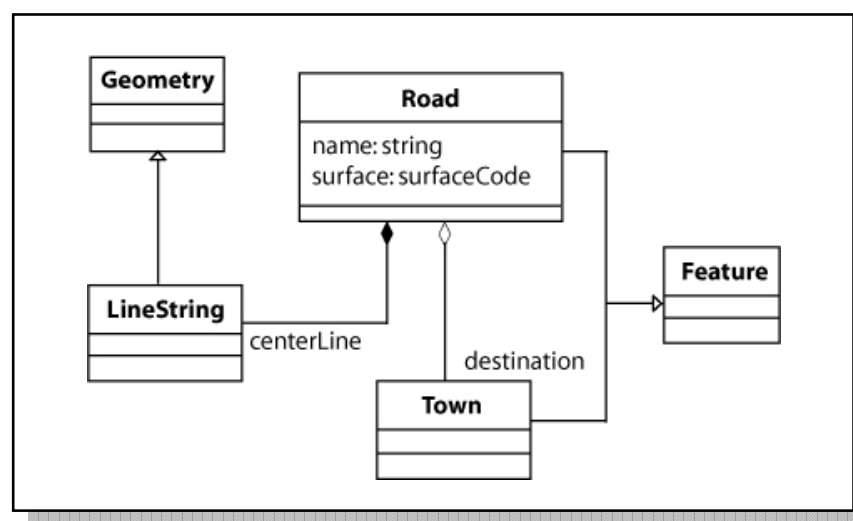 Geometry
Road
name: string
surface: surfaceCode
Feature
LineString
centerLine
destination
Town